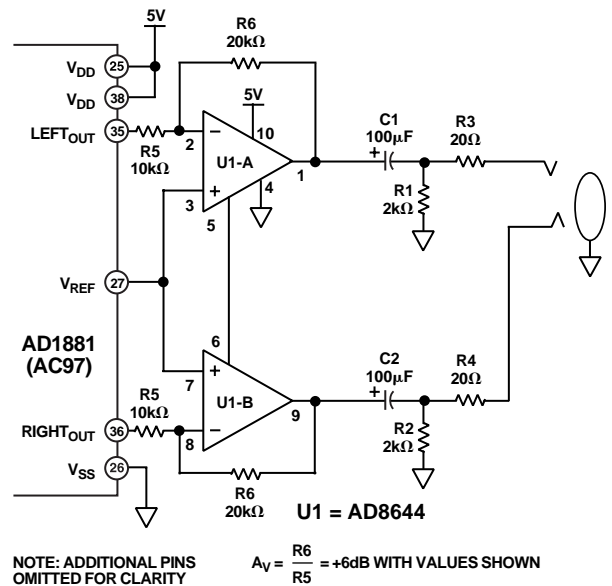 5V
R6
20kΩ
VDD
25
VDD
38
5V
C1
100µF
R3
20Ω
LEFTOUT
35
2
−
10
+
R5
10kΩ
U1-A
1
4
R1
2kΩ
+
3
5
VREF
27
AD1881
(AC97)
6
C2
100µF
R4
20Ω
7
+
R5
10kΩ
U1-B
9
+
RIGHTOUT
36
8
−
R2
2kΩ
VSS
26
R6
20kΩ
U1 = AD8644
NOTE: ADDITIONAL PINS
OMITTED FOR CLARITY
AV = R6/R5 = +6dB WITH VALUES SHOWN